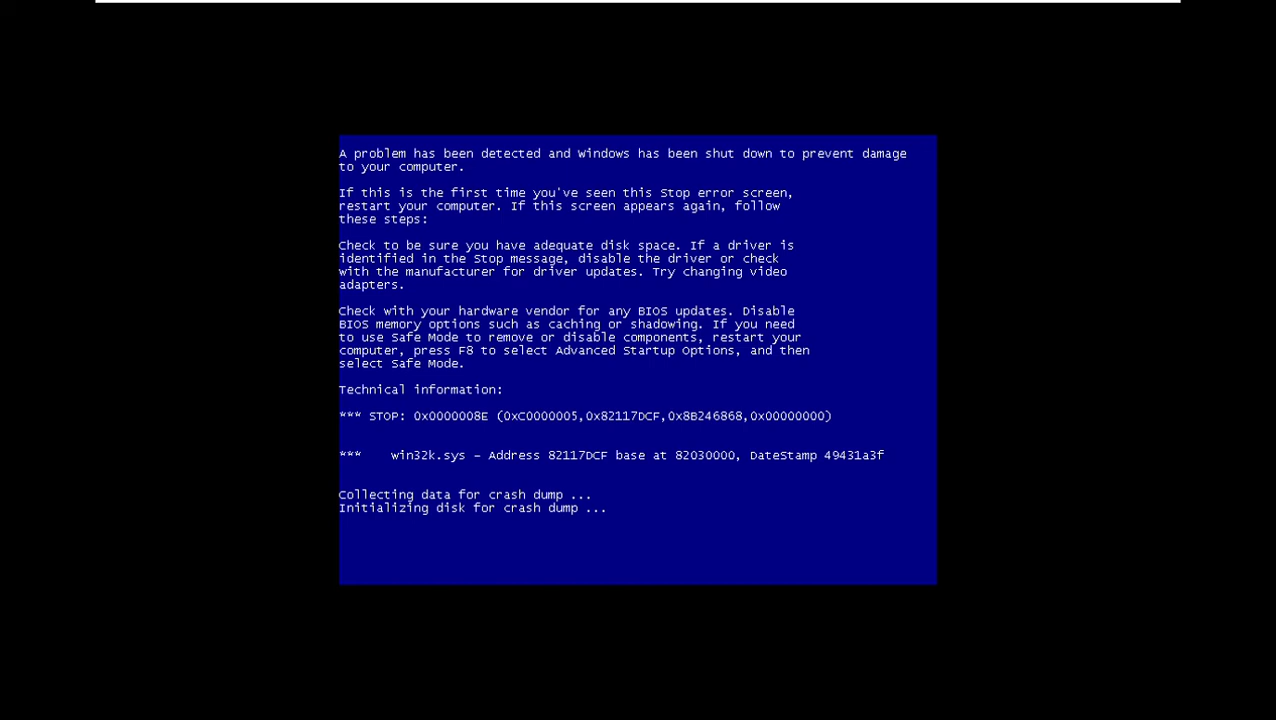 A problem has been detected and Windows has been shut down to prevent damage
to your computer.
If this is the first time you've seen this Stop error screen,
restart your computer. If this screen appears again, follow
these steps:
Check to be sure you have adequate disk space. If a driver is
identified in the Stop message, disable the driver or check
with the manufacturer for driver updates. Try changing video
adapters.
Check with your hardware vendor for any BIOS updates. Disable
BIOS memory options such as caching or shadowing. If you need
to use Safe Mode to remove or disable components, restart your
computer, press F8 to select Advanced Startup Options, and then
select Safe Mode.
Technical information:
*** STOP: 0x0000008E (0xC0000005,0x82117DCF,0x8B246868,0x00000000)
*** win32k.sys – Address 82117DCF base at 82030000, DateStamp 49431a3f
Collecting data for crash dump ...
Initializing disk for crash dump ...